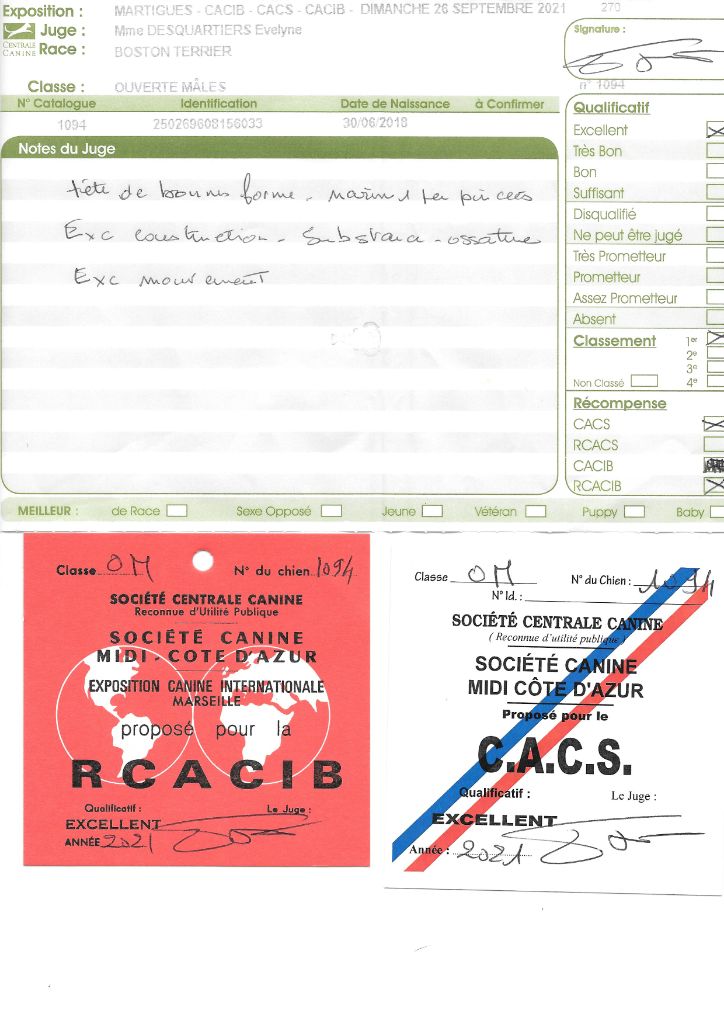 Exposition : MARTIGUES - CACIB - CACS - CACIB - DIMANCHE 26 SEPTEMBRE 2021 270
Juge : Mme DESQUARTIERS Evelyne
CENTRALE CANINE
Race : BOSTON TERRIER
Signature :
Classe : OUVERTE MÂLES
n° 1094
N° Catalogue Identification Date de Naissance à Confirmer
1094 250269608156033 30/06/2018
Notes du Juge
tête de bonne forme.
Exc construction - Substance - ossature
Exc mouvement
Qualificatif
Excellent
Très Bon
Bon
Suffisant
Disqualifié
Ne peut être jugé
Très Prometteur
Prometteur
Assez Prometteur
Absent
Classement 1er
2e
3e
Non Classé 4e
Récompense
CACS
RCACS
CACIB
RCACIB
MEILLEUR : de Race Sexe Opposé Jeune Vétéran Puppy Baby
Classe OM N° du chien 1094
SOCIÉTÉ CENTRALE CANINE
Reconnue d'Utilité Publique
SOCIÉTÉ CANINE
MIDI - COTE D'AZUR
EXPOSITION CANINE INTERNATIONALE
MARSEILLE
proposé pour la
RCACIB
Qualificatif : Le Juge :
EXCELLENT
ANNÉE 2021
Classe OM N° du Chien : 1094
N° Id. :
SOCIÉTÉ CENTRALE CANINE
( Reconnue d'utilité publique )
SOCIÉTÉ CANINE
MIDI CÔTE D'AZUR
Proposé pour le
C.A.C.S.
Qualificatif : Le Juge :
EXCELLENT
Année : 2021